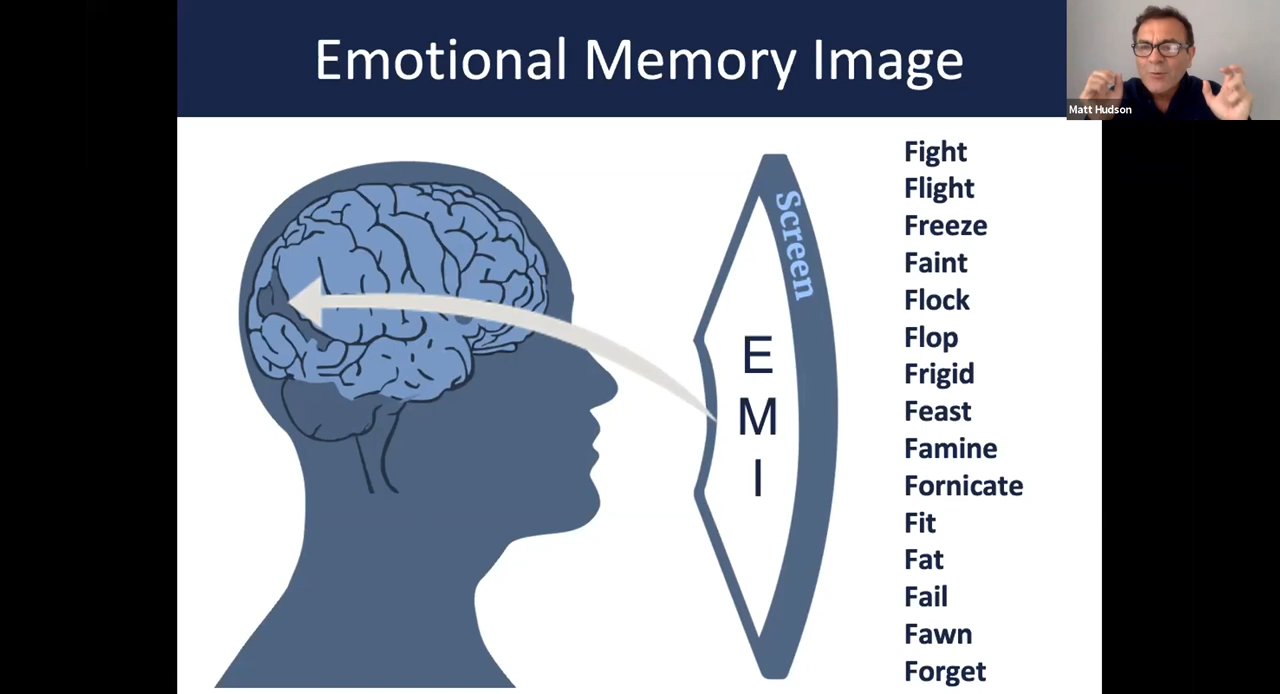 Emotional Memory Image
Matt Hudson
Screen
E
M
I
Fight
Flight
Freeze
Faint
Flock
Flop
Frigid
Feast
Famine
Fornicate
Fit
Fat
Fail
Fawn
Forget